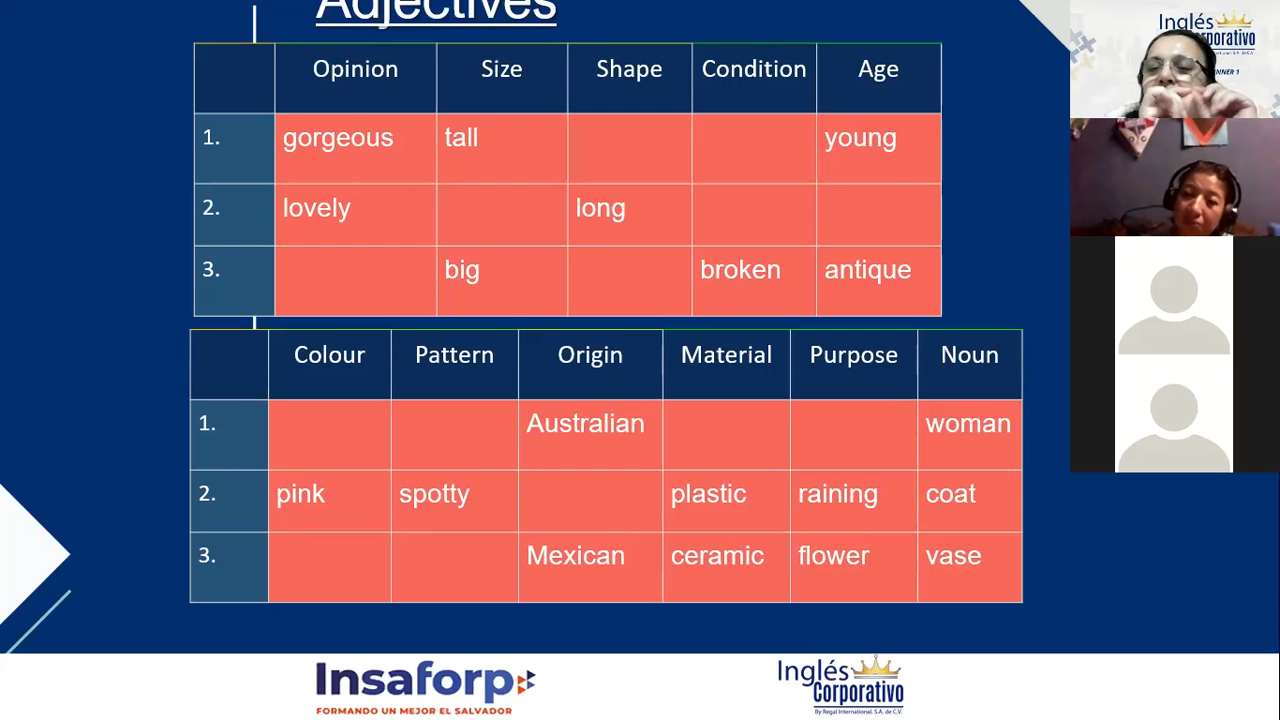 Adjectives
Opinion Size Shape Condition Age
1. gorgeous tall young
2. lovely long
3. big broken antique
Colour Pattern Origin Material Purpose Noun
1. Australian woman
2. pink spotty plastic raining coat
3. Mexican ceramic flower vase
Insaforp
FORMANDO UN MEJOR EL SALVADOR
Inglés
Corporativo
By Regal International, S.A. de C.V.
Inglés